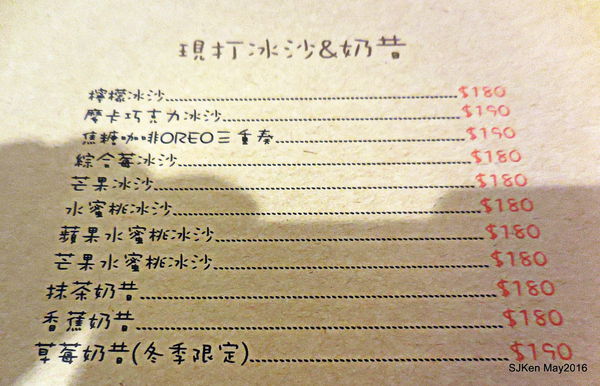 現打冰沙&奶昔
檸檬冰沙 $180
摩卡巧克力冰沙 $190
焦糖咖啡OREO三重奏 $190
綜合莓冰沙 $180
芒果冰沙 $180
水蜜桃冰沙 $180
蘋果水蜜桃冰沙 $180
芒果水蜜桃冰沙 $180
抹茶奶昔 $180
香蕉奶昔 $180
草莓奶昔(冬季限定) $190
SJKen May2016